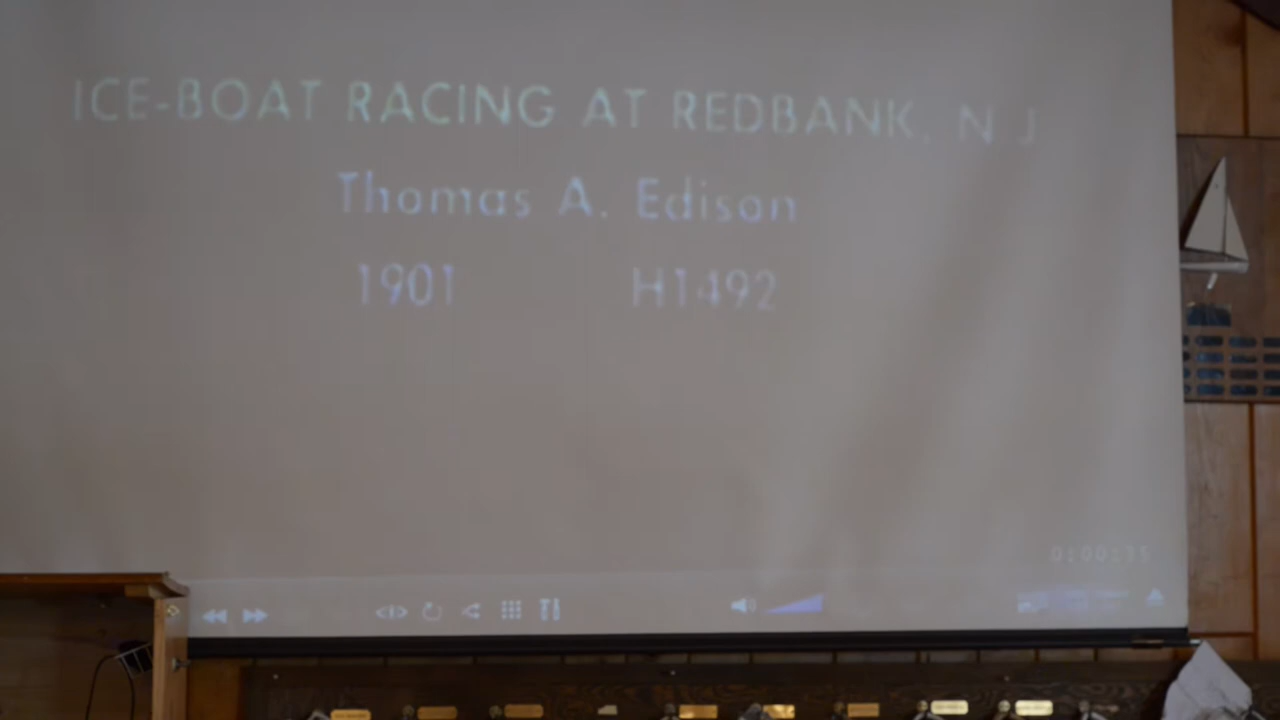 ICE-BOAT RACING AT REDBANK, N J
Thomas A. Edison
1901 H1492